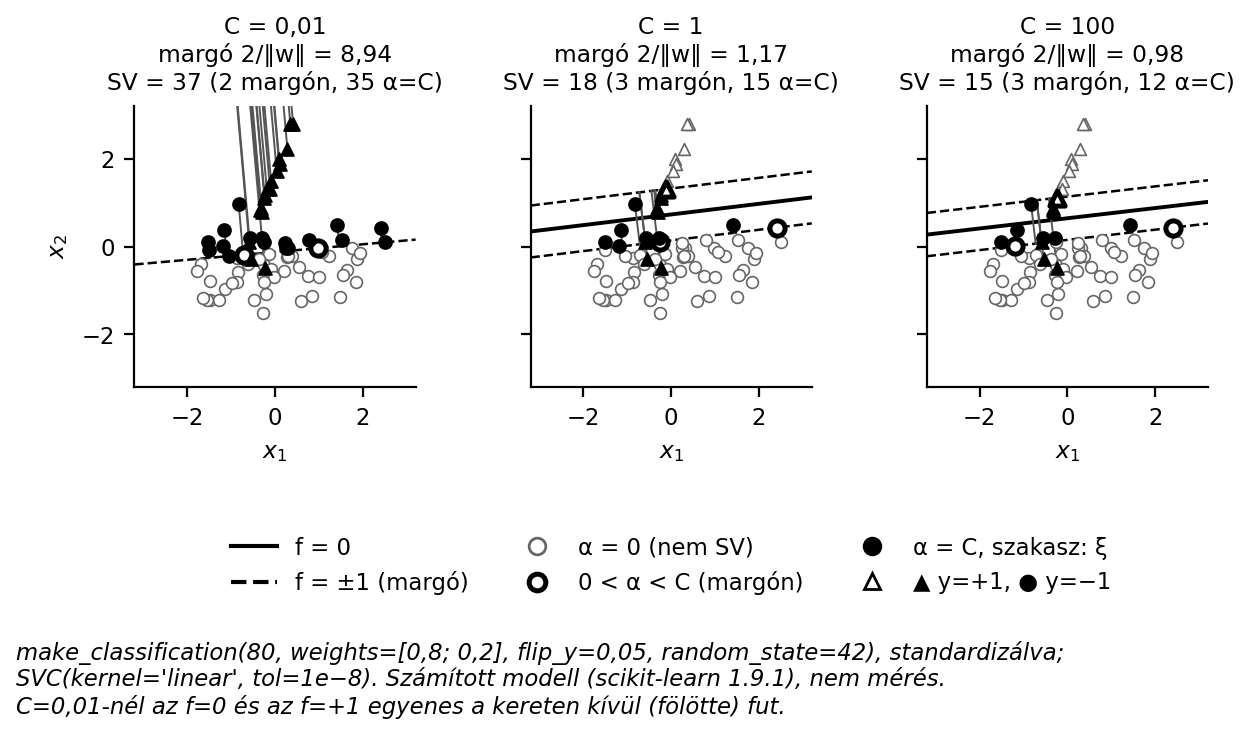 C = 0,01
margó 2/‖w‖ = 8,94
SV = 37 (2 margón, 35 α=C)
C = 1
margó 2/‖w‖ = 1,17
SV = 18 (3 margón, 15 α=C)
C = 100
margó 2/‖w‖ = 0,98
SV = 15 (3 margón, 12 α=C)
x₂
2
0
−2
−2 0 2
x₁
−2 0 2
x₁
−2 0 2
x₁
f = 0
f = ±1 (margó)
α = 0 (nem SV)
0 < α < C (margón)
α = C, szakasz: ξ
▲ y=+1, ● y=−1
make_classification(80, weights=[0,8; 0,2], flip_y=0,05, random_state=42), standardizálva;
SVC(kernel='linear', tol=1e−8). Számított modell (scikit-learn 1.9.1), nem mérés.
C=0,01-nél az f=0 és az f=+1 egyenes a kereten kívül (fölötte) fut.